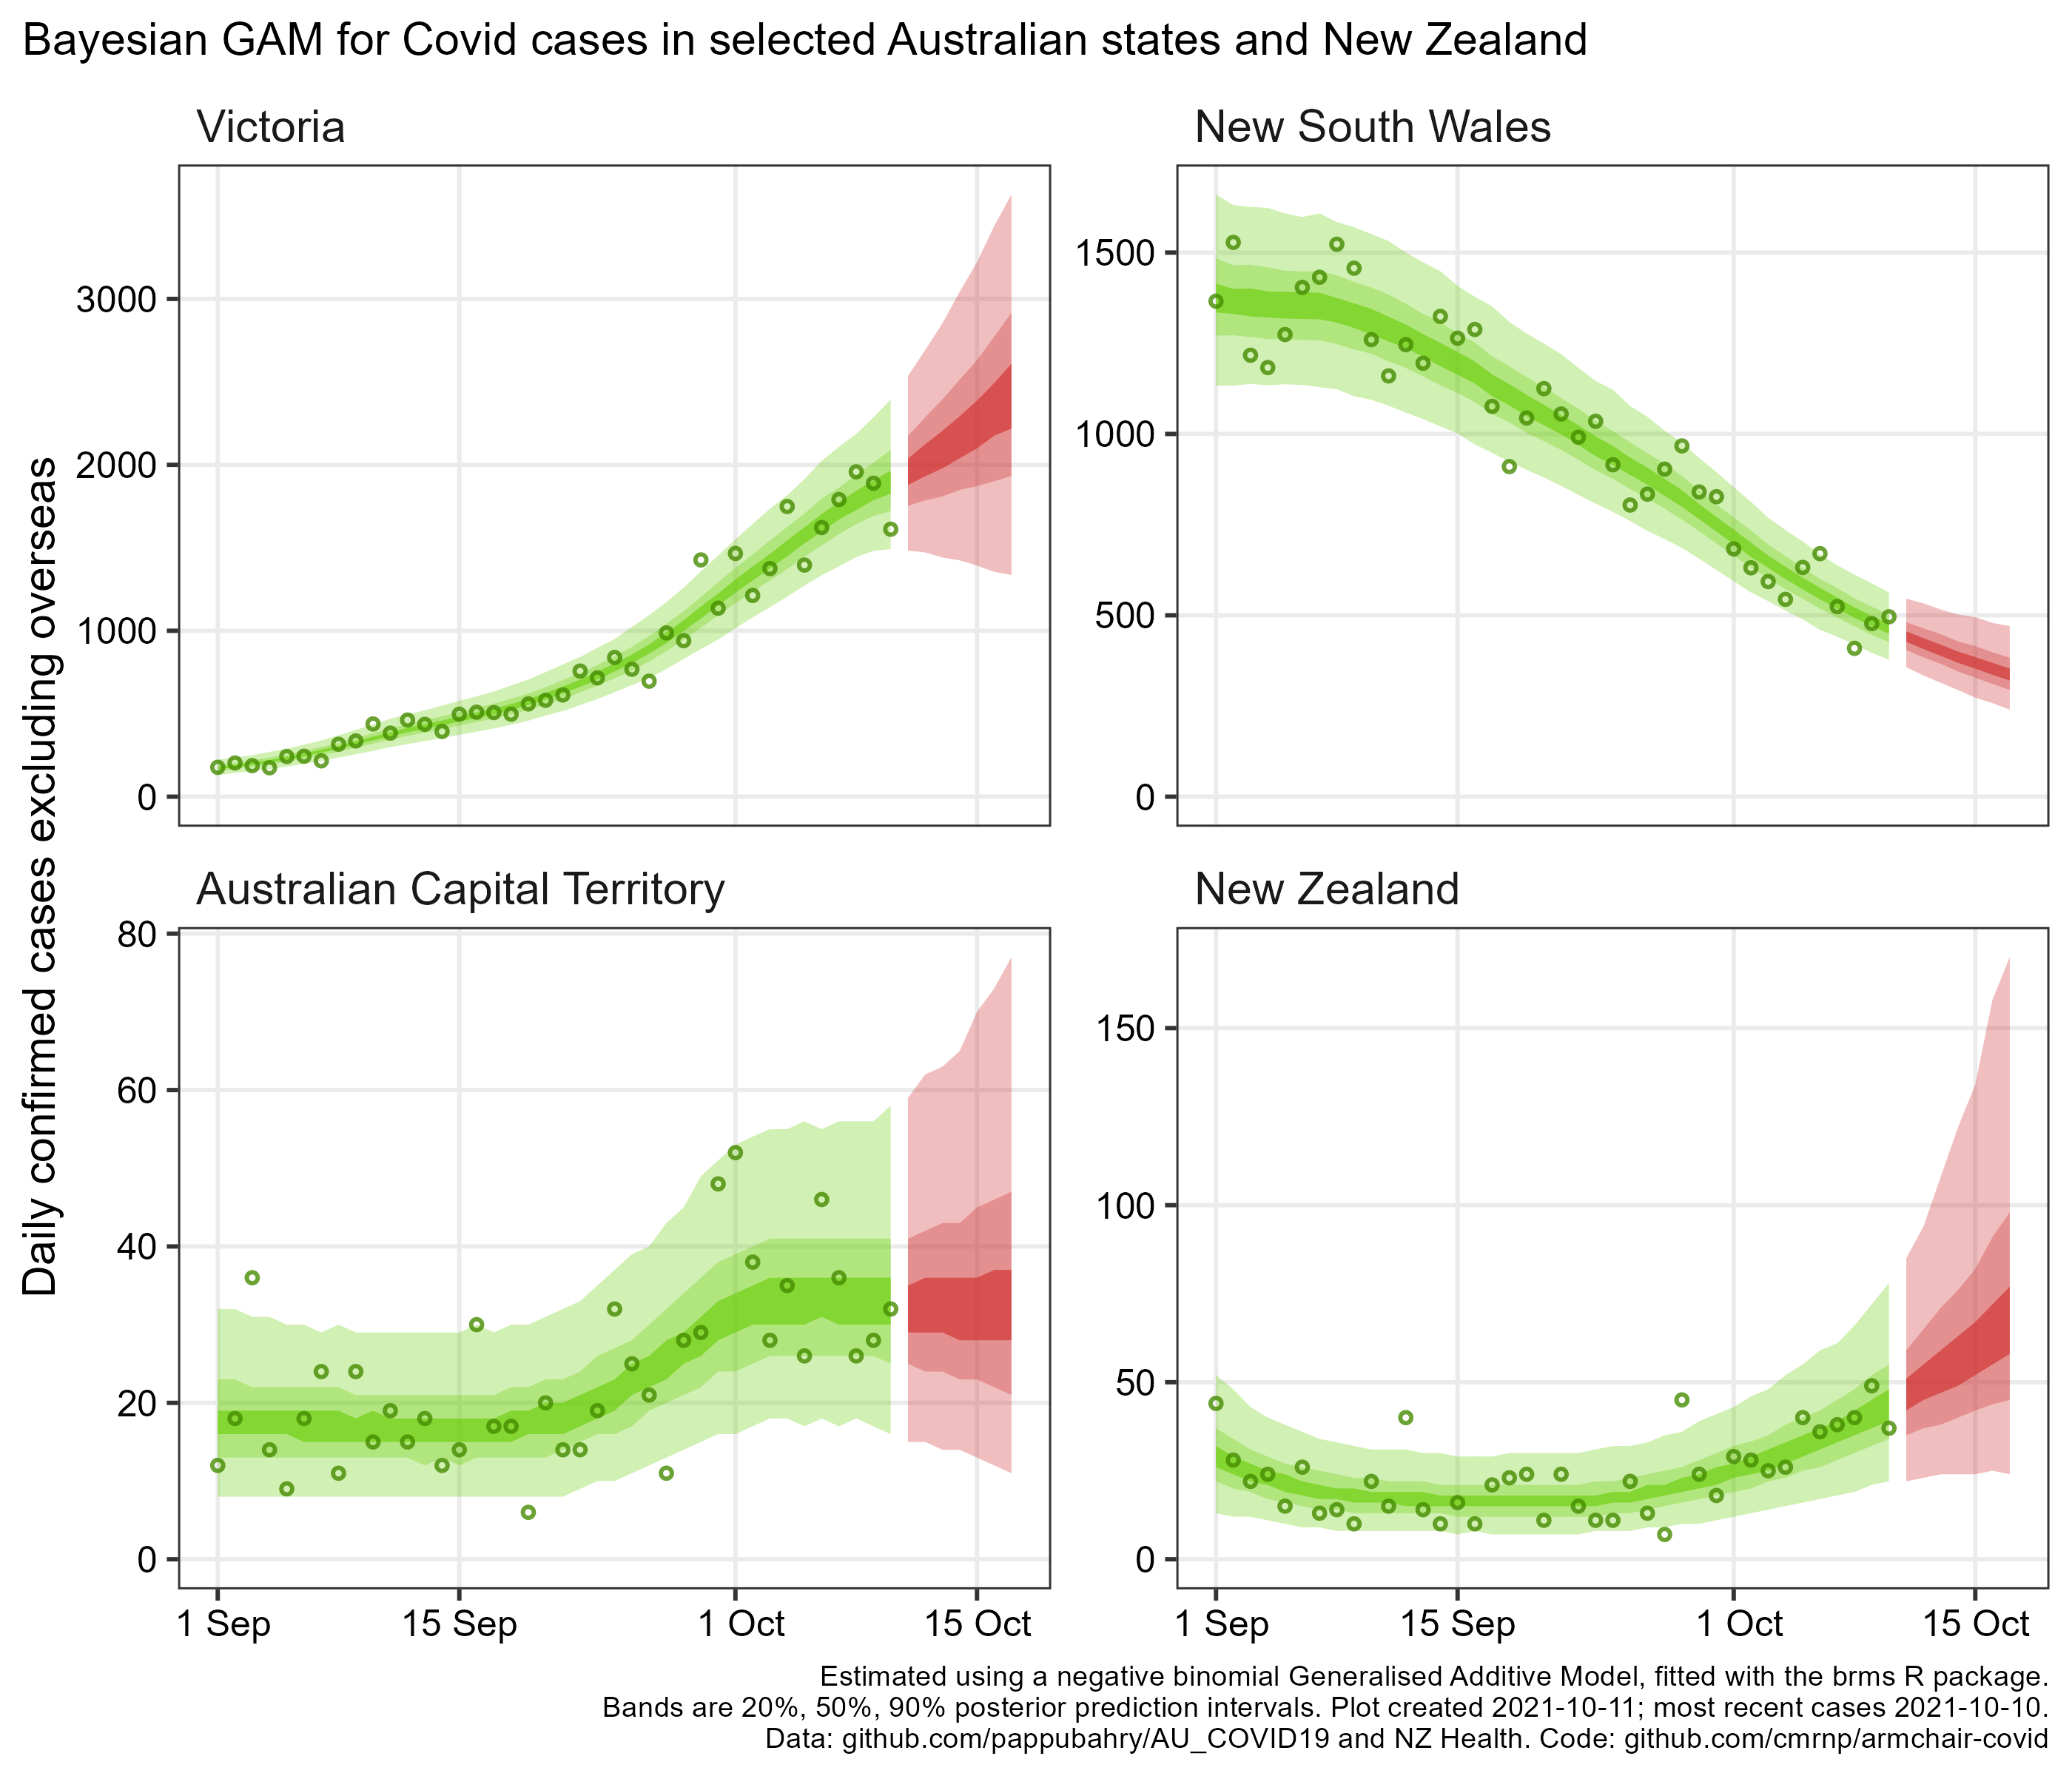 Bayesian GAM for Covid cases in selected Australian states and New Zealand
Daily confirmed cases excluding overseas
Victoria
3000
2000
1000
0
New South Wales
1500
1000
500
0
Australian Capital Territory
80
60
40
20
0
1 Sep
15 Sep
1 Oct
15 Oct
New Zealand
150
100
50
0
1 Sep
15 Sep
1 Oct
15 Oct
Estimated using a negative binomial Generalised Additive Model, fitted with the brms R package.
Bands are 20%, 50%, 90% posterior prediction intervals. Plot created 2021-10-11; most recent cases 2021-10-10.
Data: github.com/pappubahry/AU_COVID19 and NZ Health. Code: github.com/cmrnp/armchair-covid